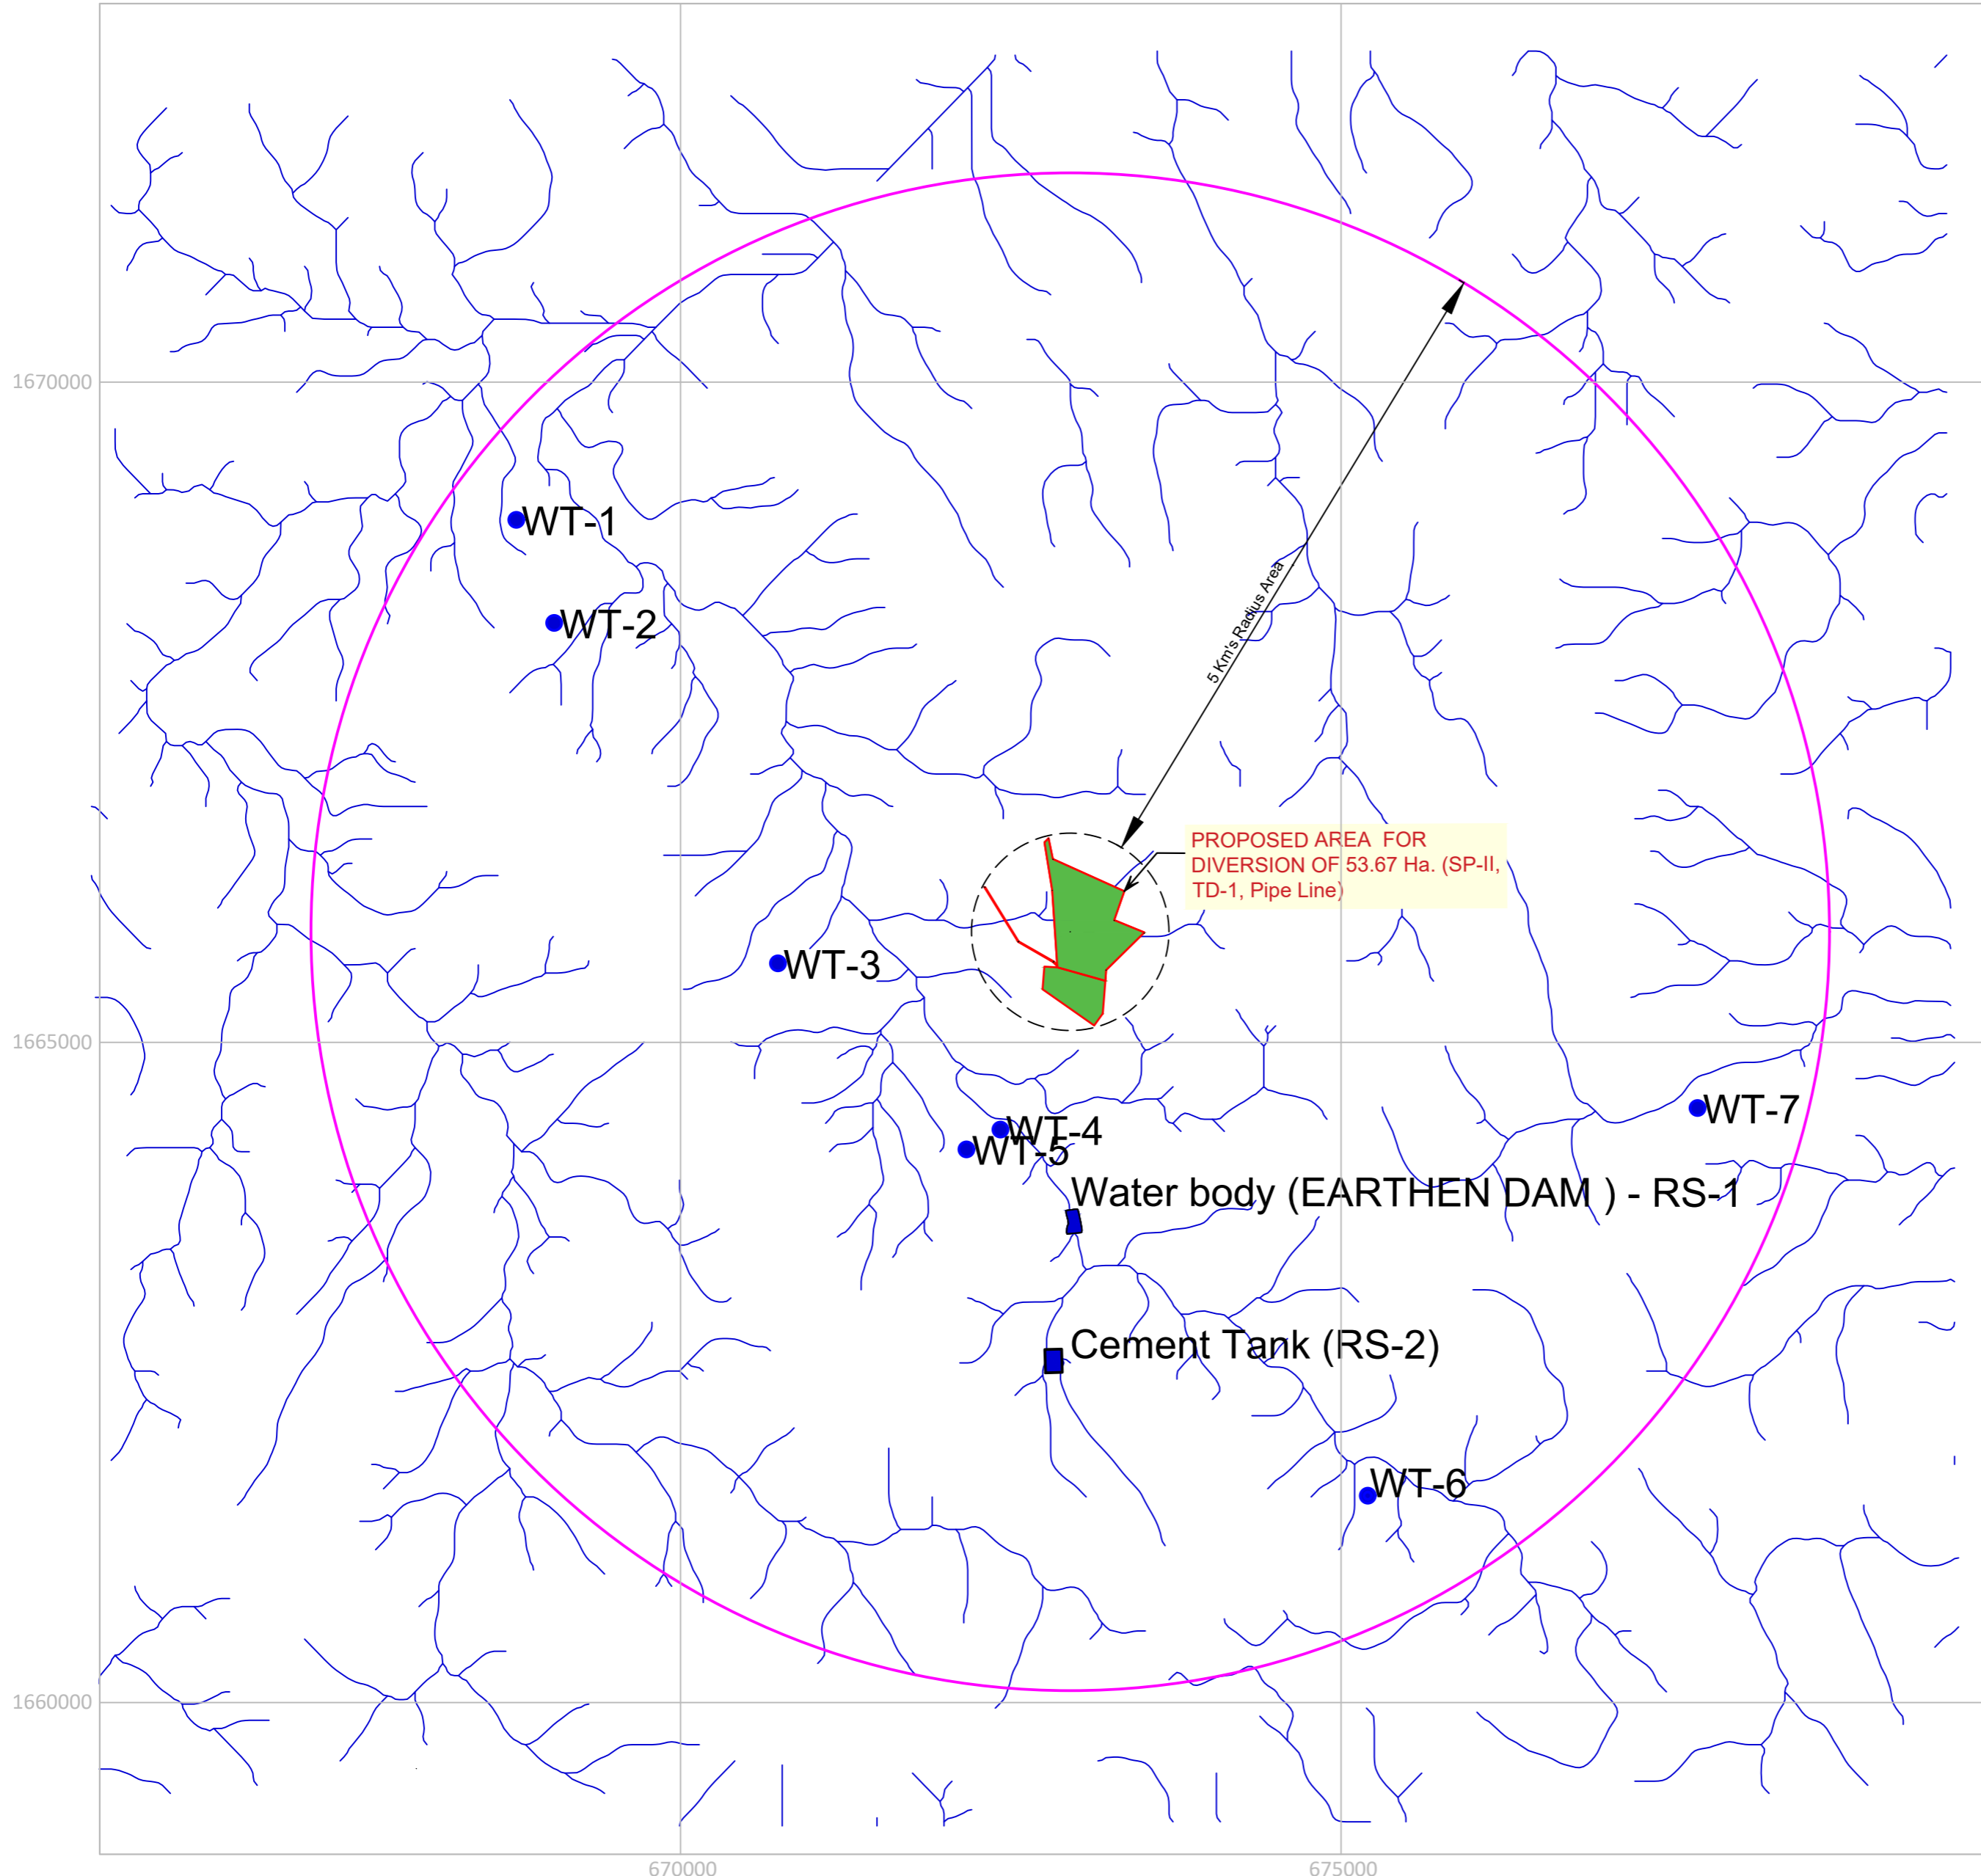 1670000
WT-1
5 Km's Radius Area
WT-2
PROPOSED AREA FOR
DIVERSION OF 53.67 Ha. (SP-II,
TD-1, Pipe Line)
WT-3
1665000
WT-7
WT-4
WT-5
Water body (EARTHEN DAM ) - RS-1
Cement Tank (RS-2)
WT-6
1660000
670000
675000